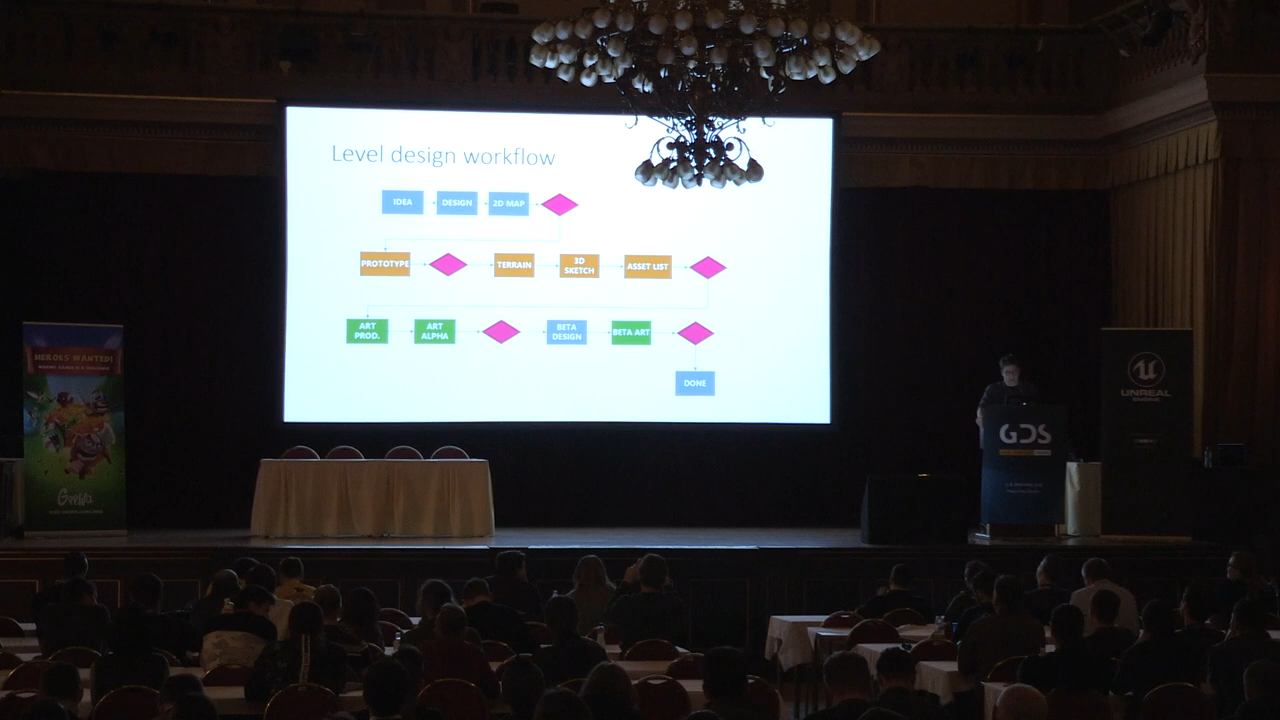 Level design workflow
IDEA
DESIGN
2D MAP
PROTOTYPE
TERRAIN
3D
SKETCH
ASSET LIST
ART
PROD.
ART
ALPHA
BETA
DESIGN
BETA ART
DONE
HEROES WANTED!
UNREAL
ENGINE
GDS